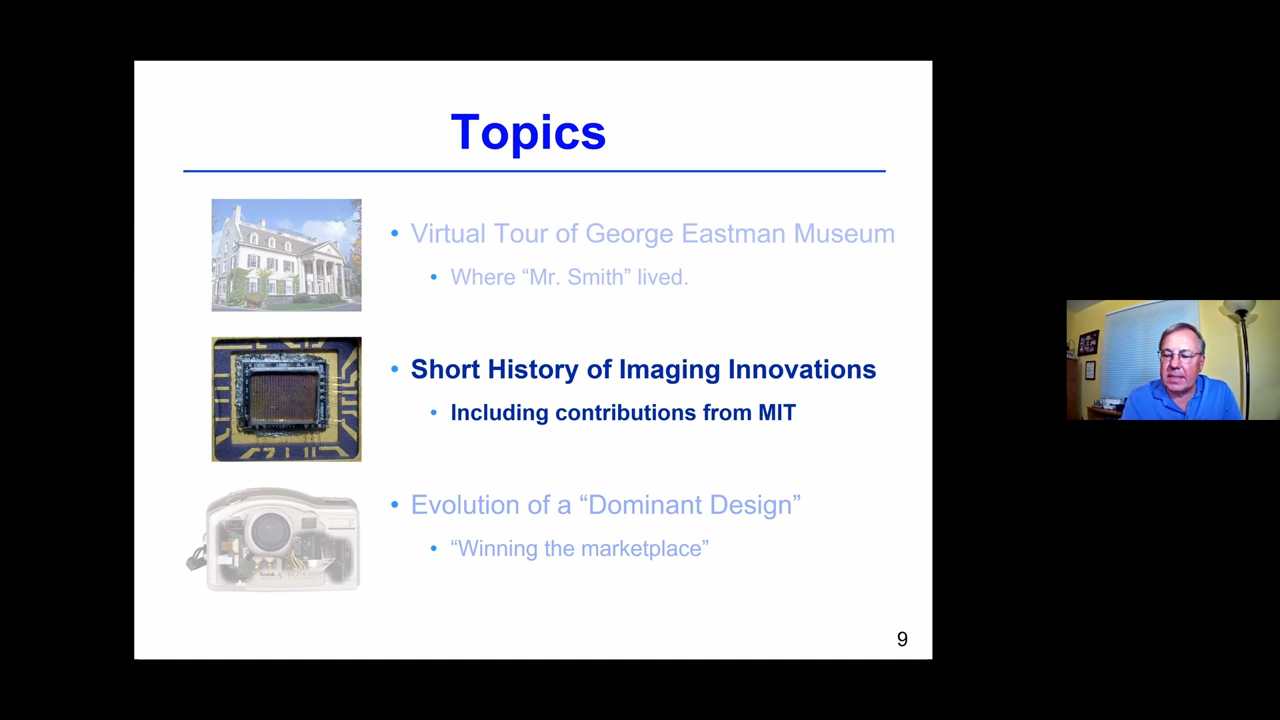 Topics
• Virtual Tour of George Eastman Museum
• Where “Mr. Smith” lived.
• Short History of Imaging Innovations
• Including contributions from MIT
• Evolution of a “Dominant Design”
• “Winning the marketplace”
Kodak
9